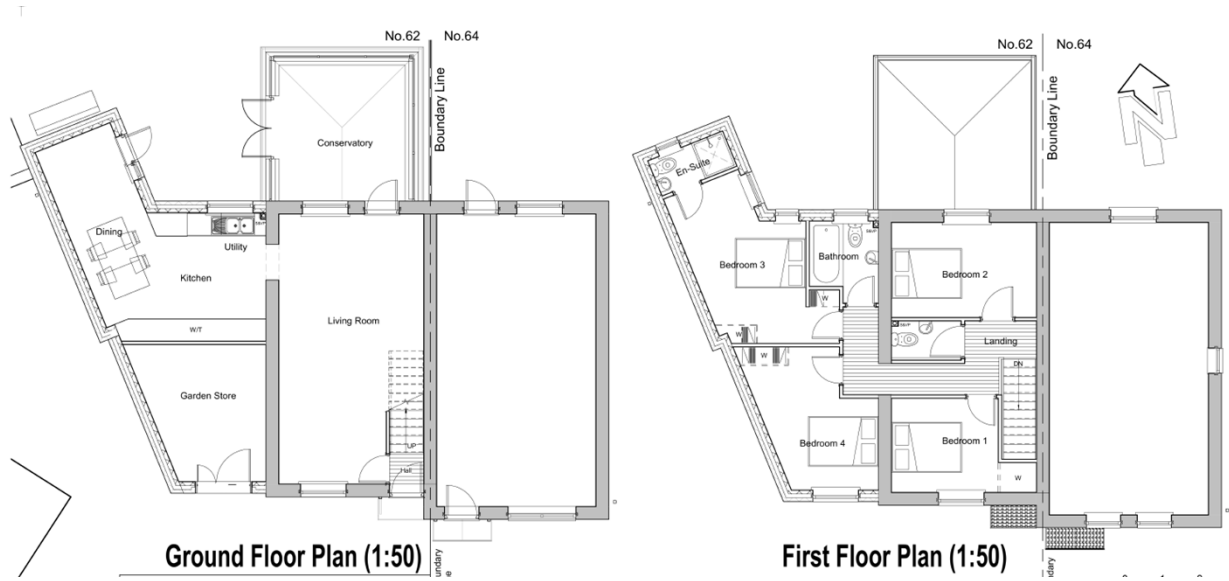 No.62 No.64
Boundary Line
Conservatory
Dining
Utility
Kitchen
W/T
Living Room
Garden Store
UP
Hall
Ground Floor Plan (1:50)
No.62 No.64
Boundary Line
N
En-Suite
Bedroom 3
Bathroom
Bedroom 2
W
W
W
Landing
DN
Bedroom 4
Bedroom 1
W
First Floor Plan (1:50)